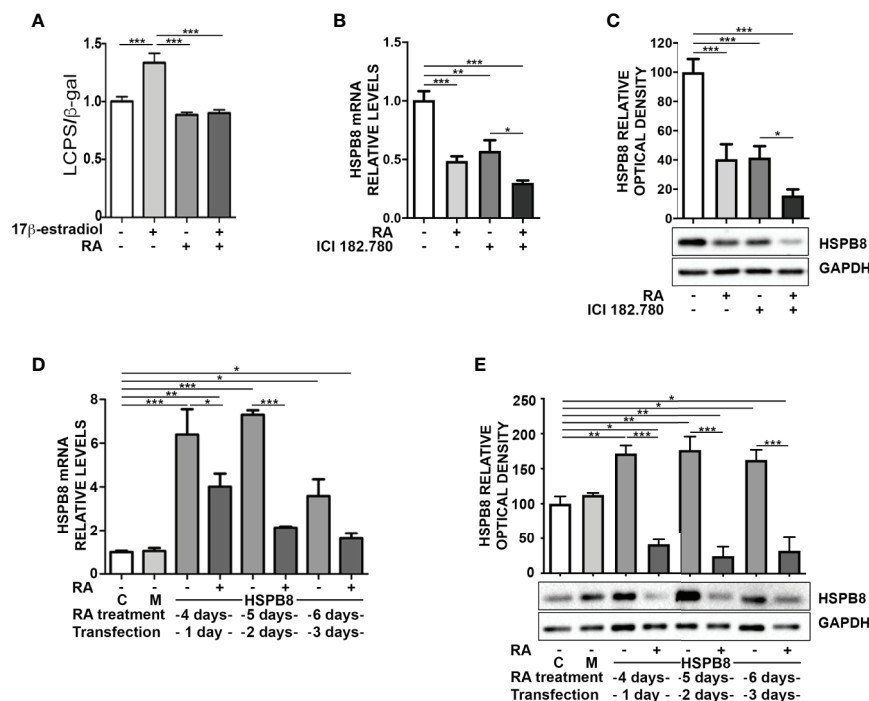 A
LCPS/β-gal
1.5
1.0
0.5
0.0
*** ***
***
17β-estradiol - + - +
RA - - + +
B
HSPB8 mRNA
RELATIVE LEVELS
1.5
1.0
0.5
0.0
***
**
***
*
RA - + - +
ICI 182.780 - - + +
C
HSPB8 RELATIVE
OPTICAL DENSITY
120
100
80
60
40
20
0
***
***
***
*
HSPB8
GAPDH
RA - + - +
ICI 182.780 - - + +
D
HSPB8 mRNA
RELATIVE LEVELS
8
6
4
2
0
*
*
***
**
*** * ***
RA - - - + - + - +
C M HSPB8
RA treatment -4 days- -5 days- -6 days-
Transfection -1 day - -2 days- -3 days-
E
HSPB8 RELATIVE
OPTICAL DENSITY
250
200
150
100
50
0
*
*
**
**
*
** *** *** ***
HSPB8
GAPDH
RA - - - + - + - +
C M HSPB8
RA treatment -4 days- -5 days- -6 days-
Transfection -1 day - -2 days- -3 days-